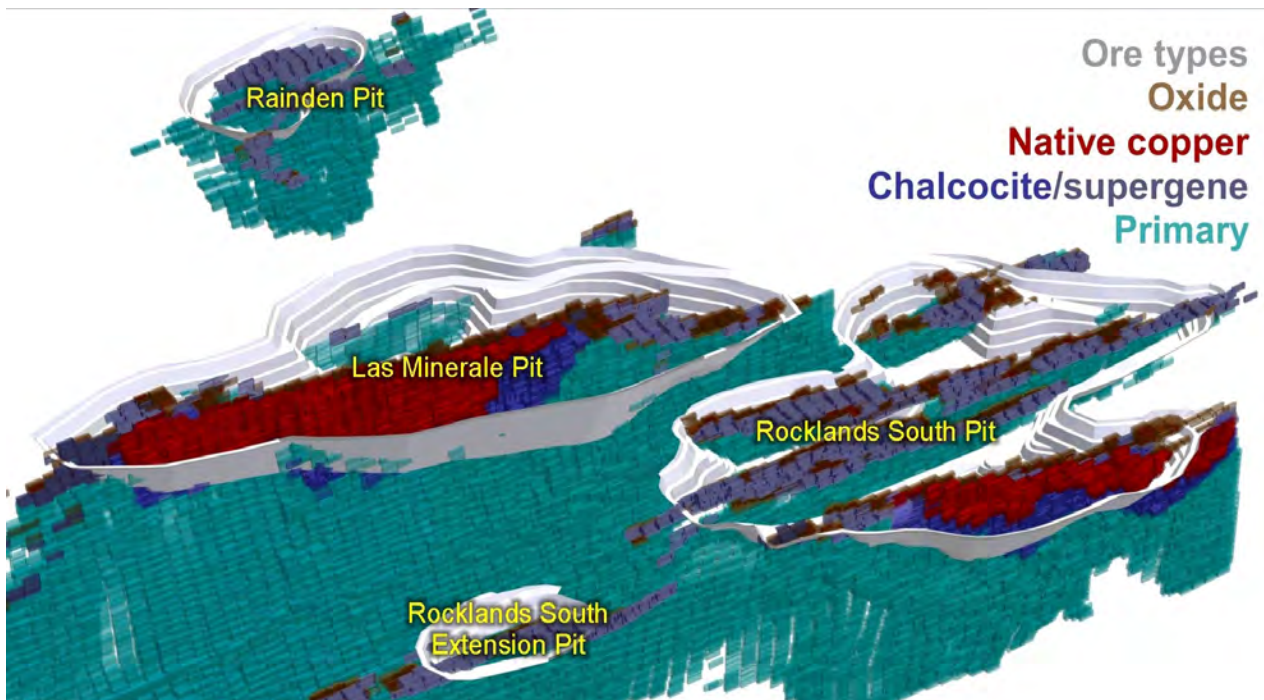 Ore types
Oxide
Native copper
Chalcocite/supergene
Primary
Rainden Pit
Las Minerale Pit
Rocklands South Pit
Rocklands South
Extension Pit